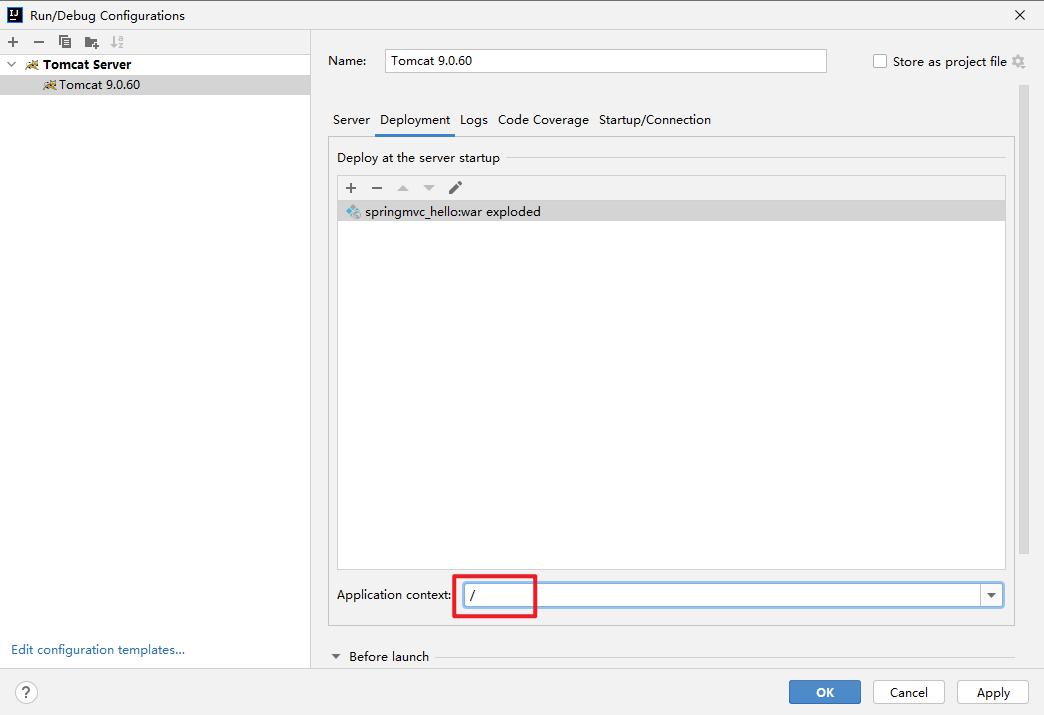 Run/Debug Configurations
Tomcat Server
Tomcat 9.0.60
Name: Tomcat 9.0.60 Store as project file
Server Deployment Logs Code Coverage Startup/Connection
Deploy at the server startup
springmvc_hello:war exploded
Application context: /
Edit configuration templates...
Before launch
? OK Cancel Apply